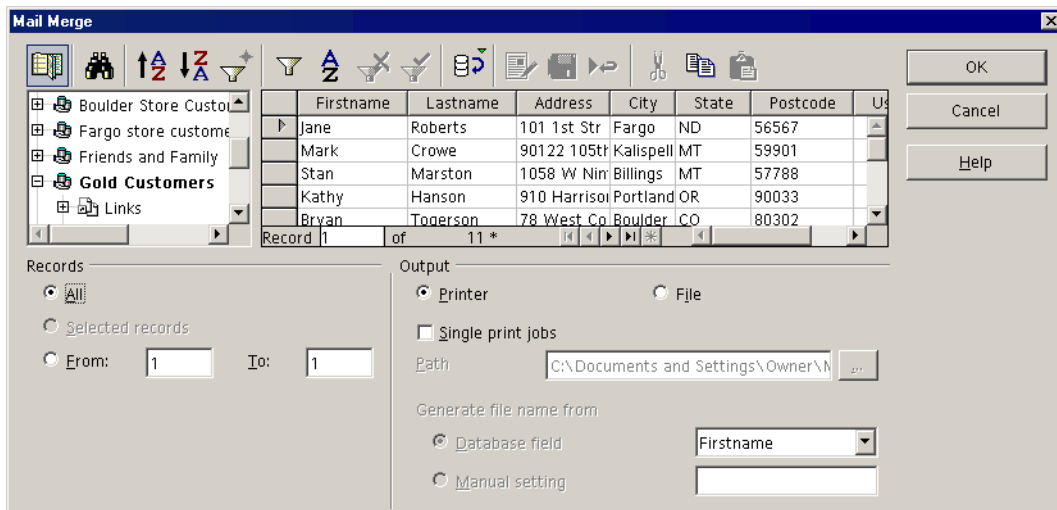 Mail Merge
OK
Cancel
Help
Boulder Store Custo
Fargo store custome
Friends and Family
Gold Customers
Links
Firstname Lastname Address City State Postcode Us
Jane Roberts 101 1st Str Fargo ND 56567
Mark Crowe 90122 105th Kalispell MT 59901
Stan Marston 1058 W Nin Billings MT 57788
Kathy Hanson 910 Harriso Portland OR 90033
Bryan Togerson 78 West Co Boulder CO 80302
Record 1 of 11 *
Records
All
Selected records
From: 1 To: 1
Output
Printer File
Single print jobs
Path C:\Documents and Settings\Owner\M ...
Generate file name from
Database field Firstname
Manual setting